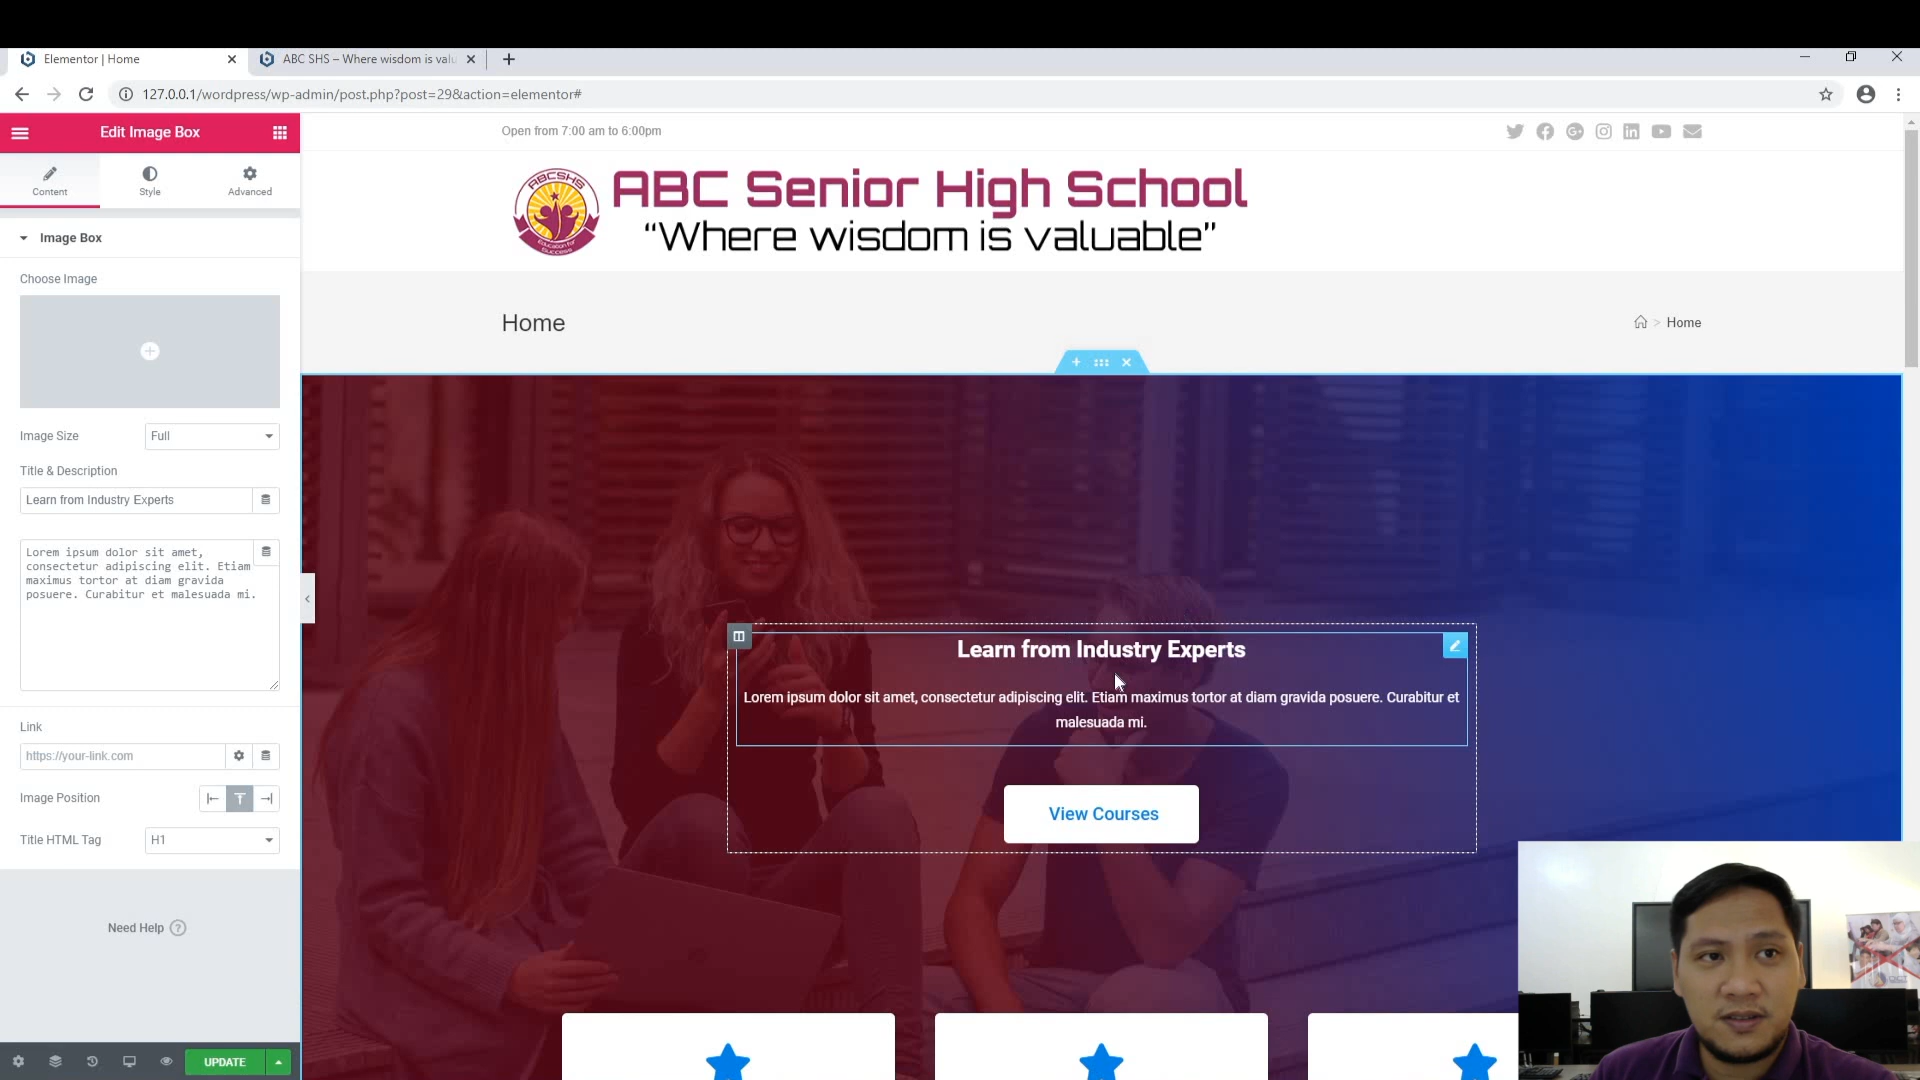 Elementor | Home
ABC SHS – Where wisdom is valu
127.0.0.1/wordpress/wp-admin/post.php?post=29&action=elementor#
Edit Image Box
Open from 7:00 am to 6:00pm
Content
Style
Advanced
ABCSHS
Education for
Success
ABC Senior High School
“Where wisdom is valuable”
Image Box
Choose Image
Home
> Home
Image Size
Full
Title & Description
Learn from Industry Experts
Lorem ipsum dolor sit amet,
consectetur adipiscing elit. Etiam
maximus tortor at diam gravida
posuere. Curabitur et malesuada mi.
Learn from Industry Experts
Lorem ipsum dolor sit amet, consectetur adipiscing elit. Etiam maximus tortor at diam gravida posuere. Curabitur et
malesuada mi.
Link
https://your-link.com
Image Position
Title HTML Tag
H1
View Courses
Need Help ?
UPDATE